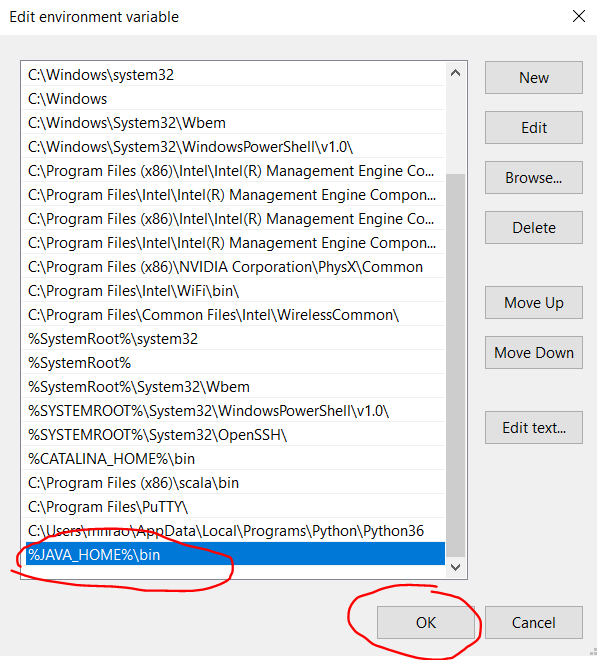 Edit environment variable
C:\Windows\system32
C:\Windows
C:\Windows\System32\Wbem
C:\Windows\System32\WindowsPowerShell\v1.0\
C:\Program Files (x86)\Intel\Intel(R) Management Engine Co...
C:\Program Files\Intel\Intel(R) Management Engine Compon...
C:\Program Files (x86)\Intel\Intel(R) Management Engine Co...
C:\Program Files\Intel\Intel(R) Management Engine Compon...
C:\Program Files (x86)\NVIDIA Corporation\PhysX\Common
C:\Program Files\Intel\WiFi\bin\
C:\Program Files\Common Files\Intel\WirelessCommon\
%SystemRoot%\system32
%SystemRoot%
%SystemRoot%\System32\Wbem
%SYSTEMROOT%\System32\WindowsPowerShell\v1.0\
%SYSTEMROOT%\System32\OpenSSH\
%CATALINA_HOME%\bin
C:\Program Files (x86)\scala\bin
C:\Program Files\PuTTY\
C:\Users\mnrao\AppData\Local\Programs\Python\Python36
%JAVA_HOME%\bin
New
Edit
Browse...
Delete
Move Up
Move Down
Edit text...
OK
Cancel